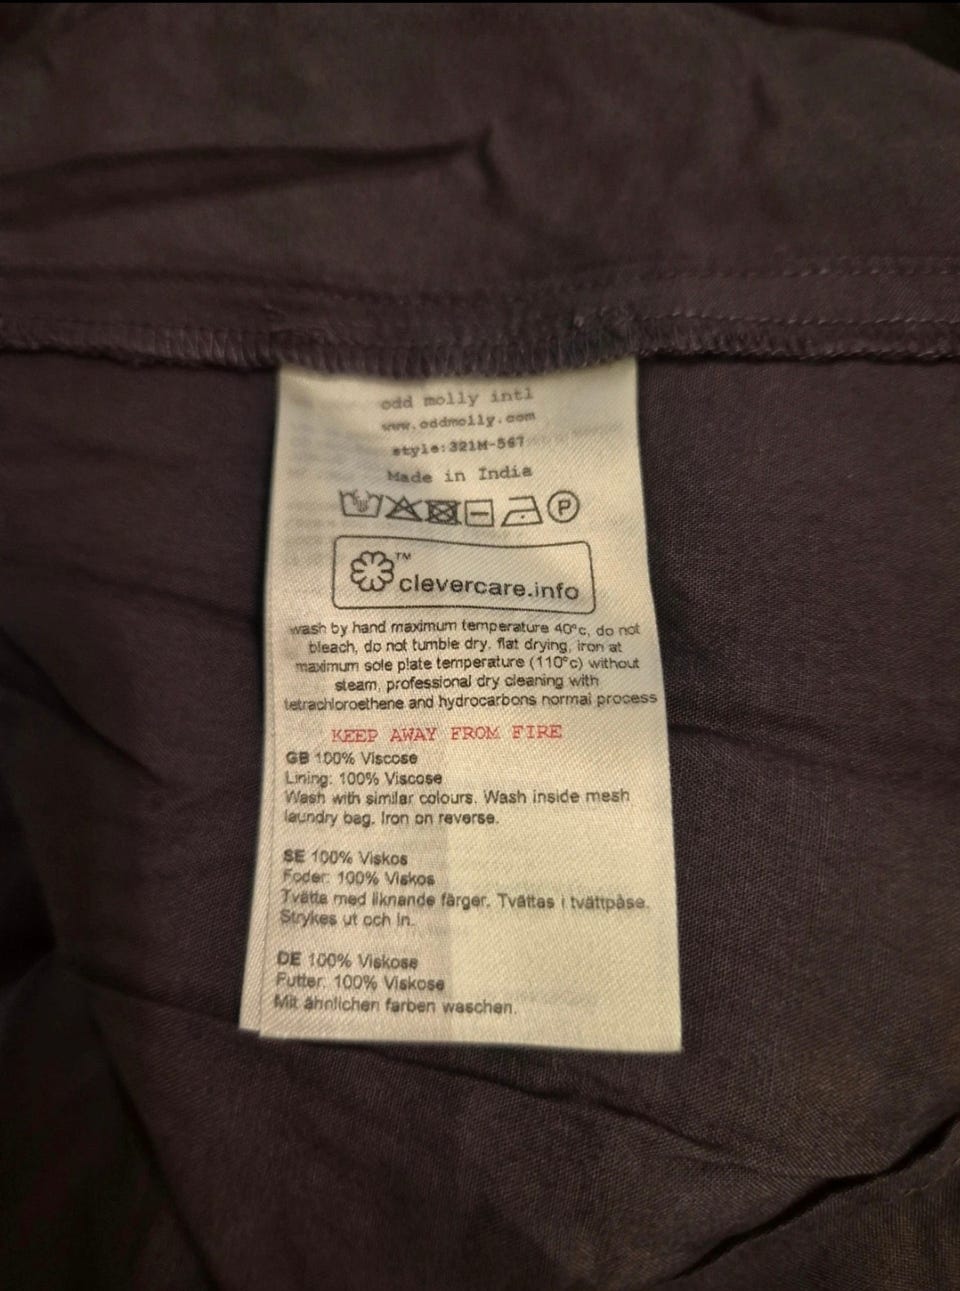 odd molly intl
www.oddmolly.com
style:321M-567
Made in India
P
TM
clevercare.info
wash by hand maximum temperature 40°c, do not
bleach, do not tumble dry, flat drying, iron at
maximum sole plate temperature (110°c) without
steam, professional dry cleaning with
tetrachloroethene and hydrocarbons normal process
KEEP AWAY FROM FIRE
GB 100% Viscose
Lining: 100% Viscose
Wash with similar colours. Wash inside mesh
laundry bag. Iron on reverse.
SE 100% Viskos
Foder: 100% Viskos
Tvätta med liknande färger. Tvättas i tvättpåse.
Strykes ut och in.
DE 100% Viskose
Futter: 100% Viskose
Mit ähnlichen farben waschen.